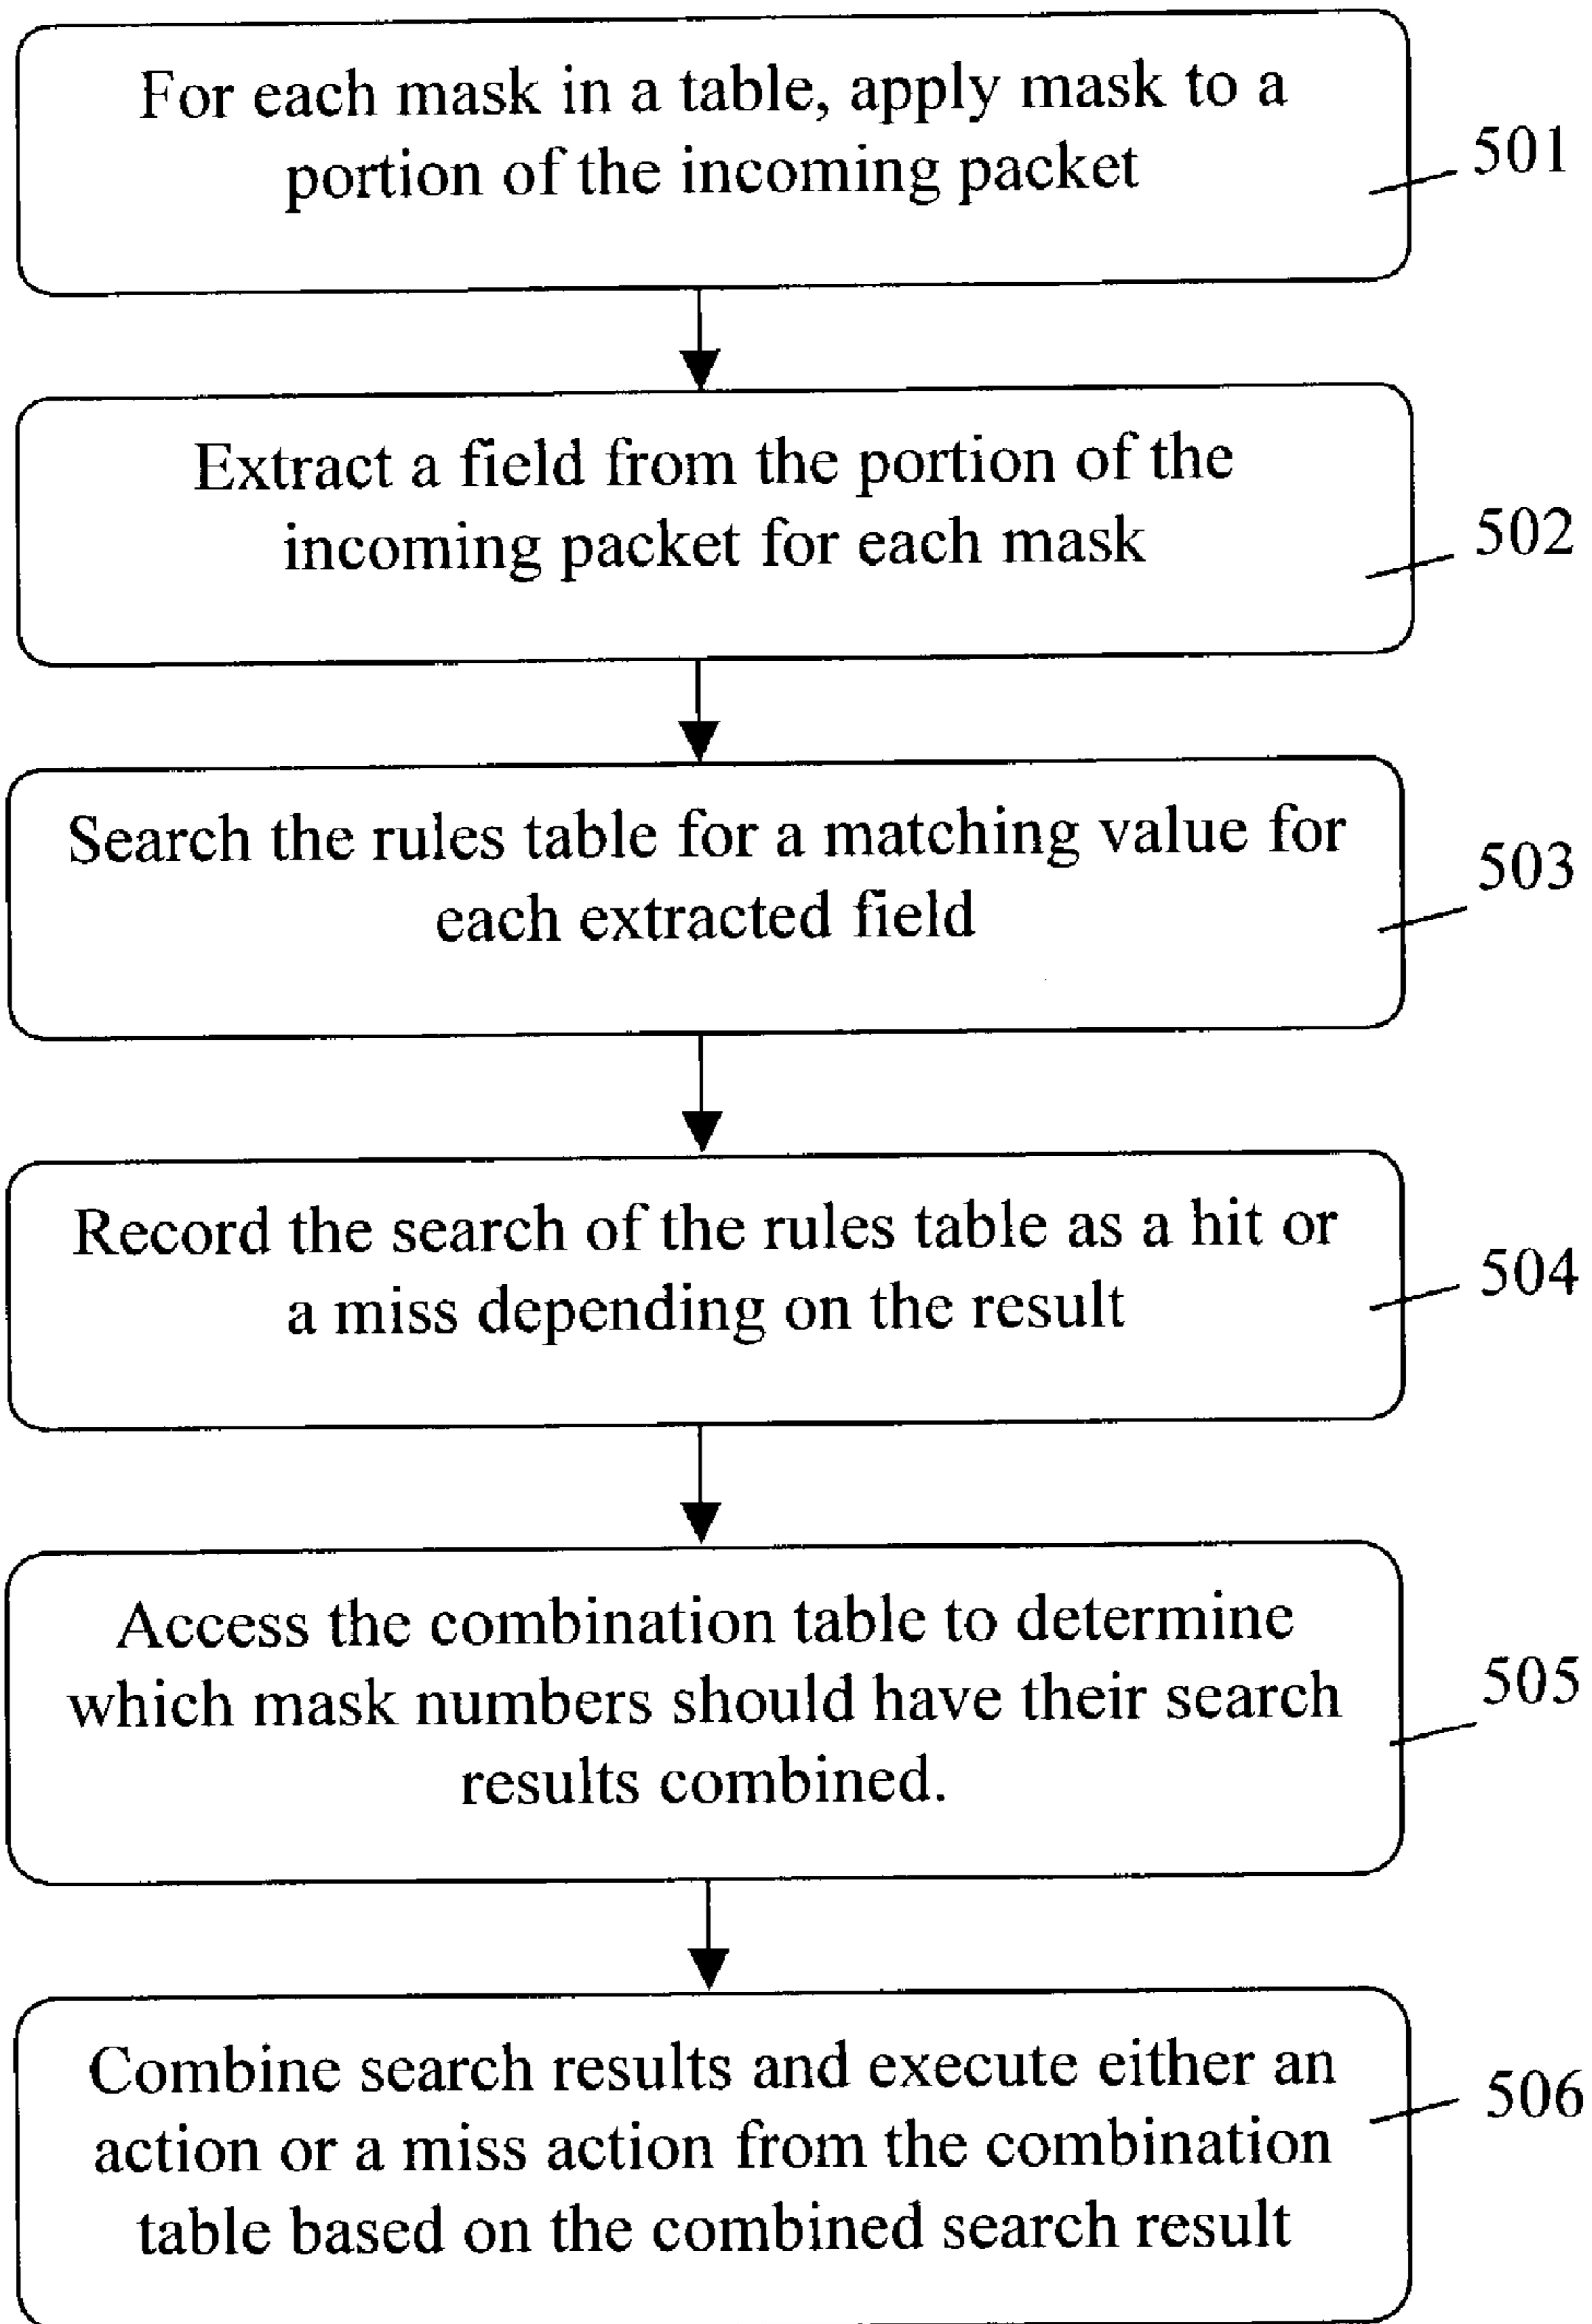 For each mask in a table, apply mask to a
portion of the incoming packet
501
Extract a field from the portion of the
incoming packet for each mask
502
Search the rules table for a matching value for
each extracted field
503
Record the search of the rules table as a hit or
a miss depending on the result
504
Access the combination table to determine
which mask numbers should have their search
results combined.
505
Combine search results and execute either an
action or a miss action from the combination
table based on the combined search result
506